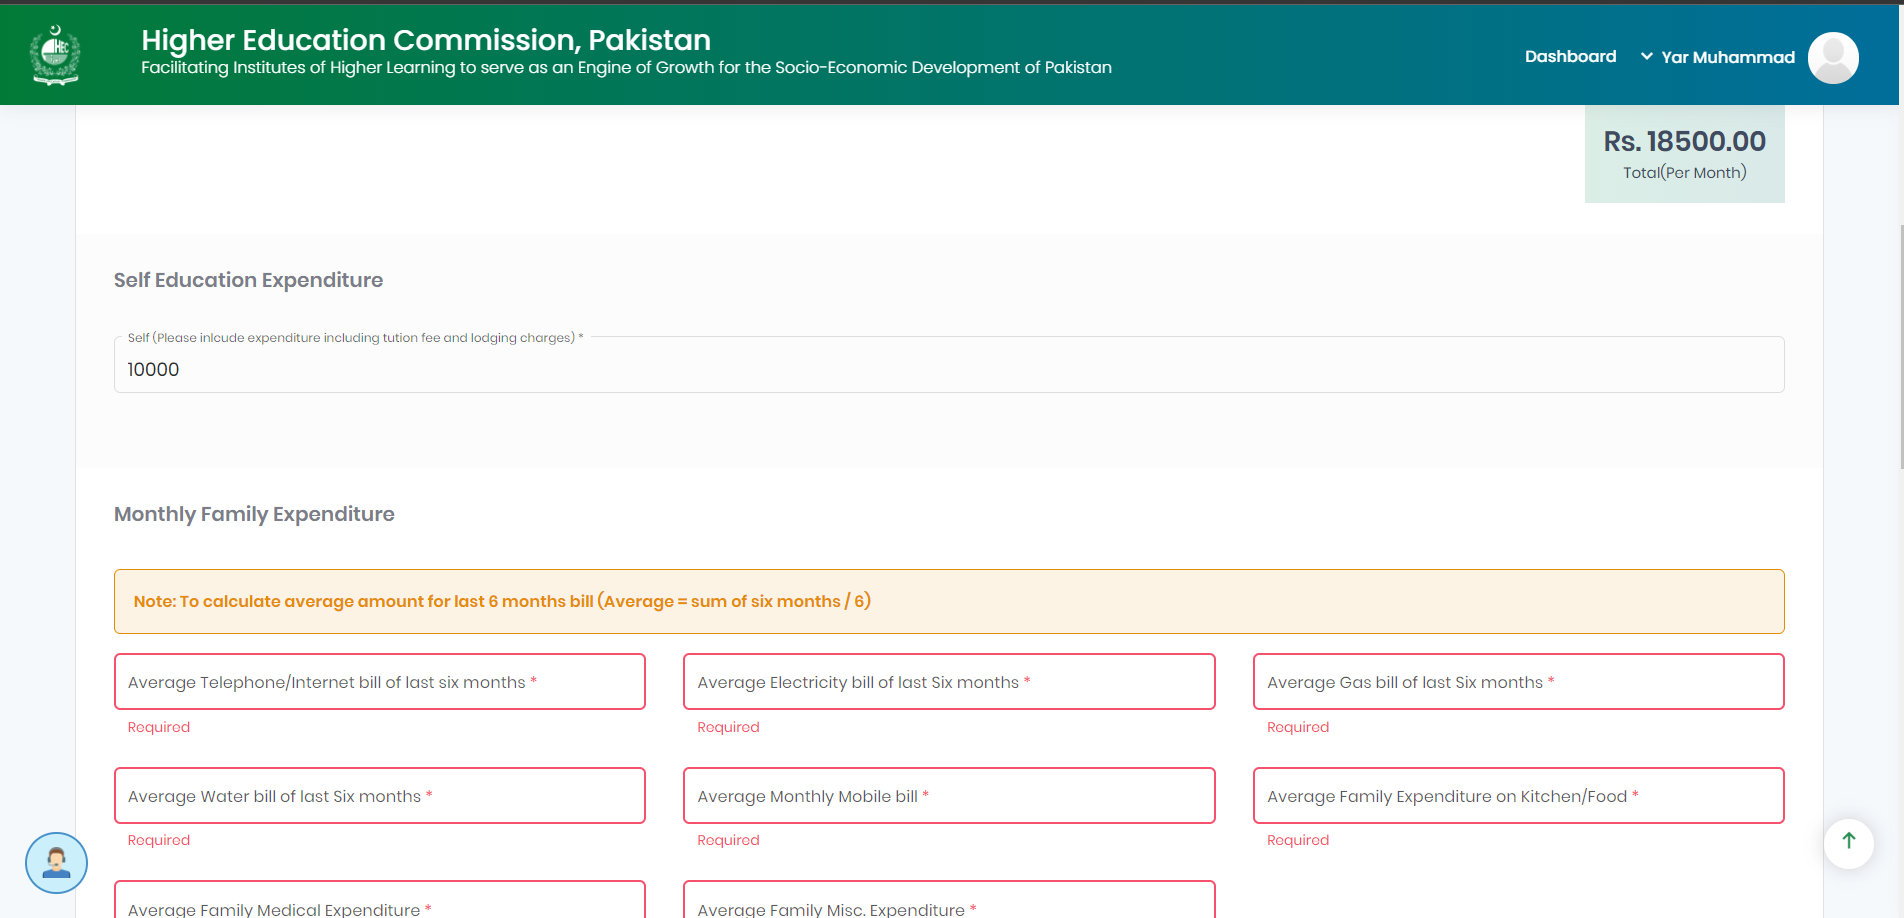 Higher Education Commission, Pakistan
Facilitating Institutes of Higher Learning to serve as an Engine of Growth for the Socio-Economic Development of Pakistan
HEC
Dashboard
Yar Muhammad
Rs. 18500.00
Total(Per Month)
Self Education Expenditure
Self (Please inlcude expenditure including tution fee and lodging charges) *
10000
Monthly Family Expenditure
Note: To calculate average amount for last 6 months bill (Average = sum of six months / 6)
Average Telephone/Internet bill of last six months *
Average Electricity bill of last Six months *
Average Gas bill of last Six months *
Required
Required
Required
Average Water bill of last Six months *
Average Monthly Mobile bill *
Average Family Expenditure on Kitchen/Food *
Required
Required
Required
Average Family Medical Expenditure *
Average Family Misc. Expenditure *